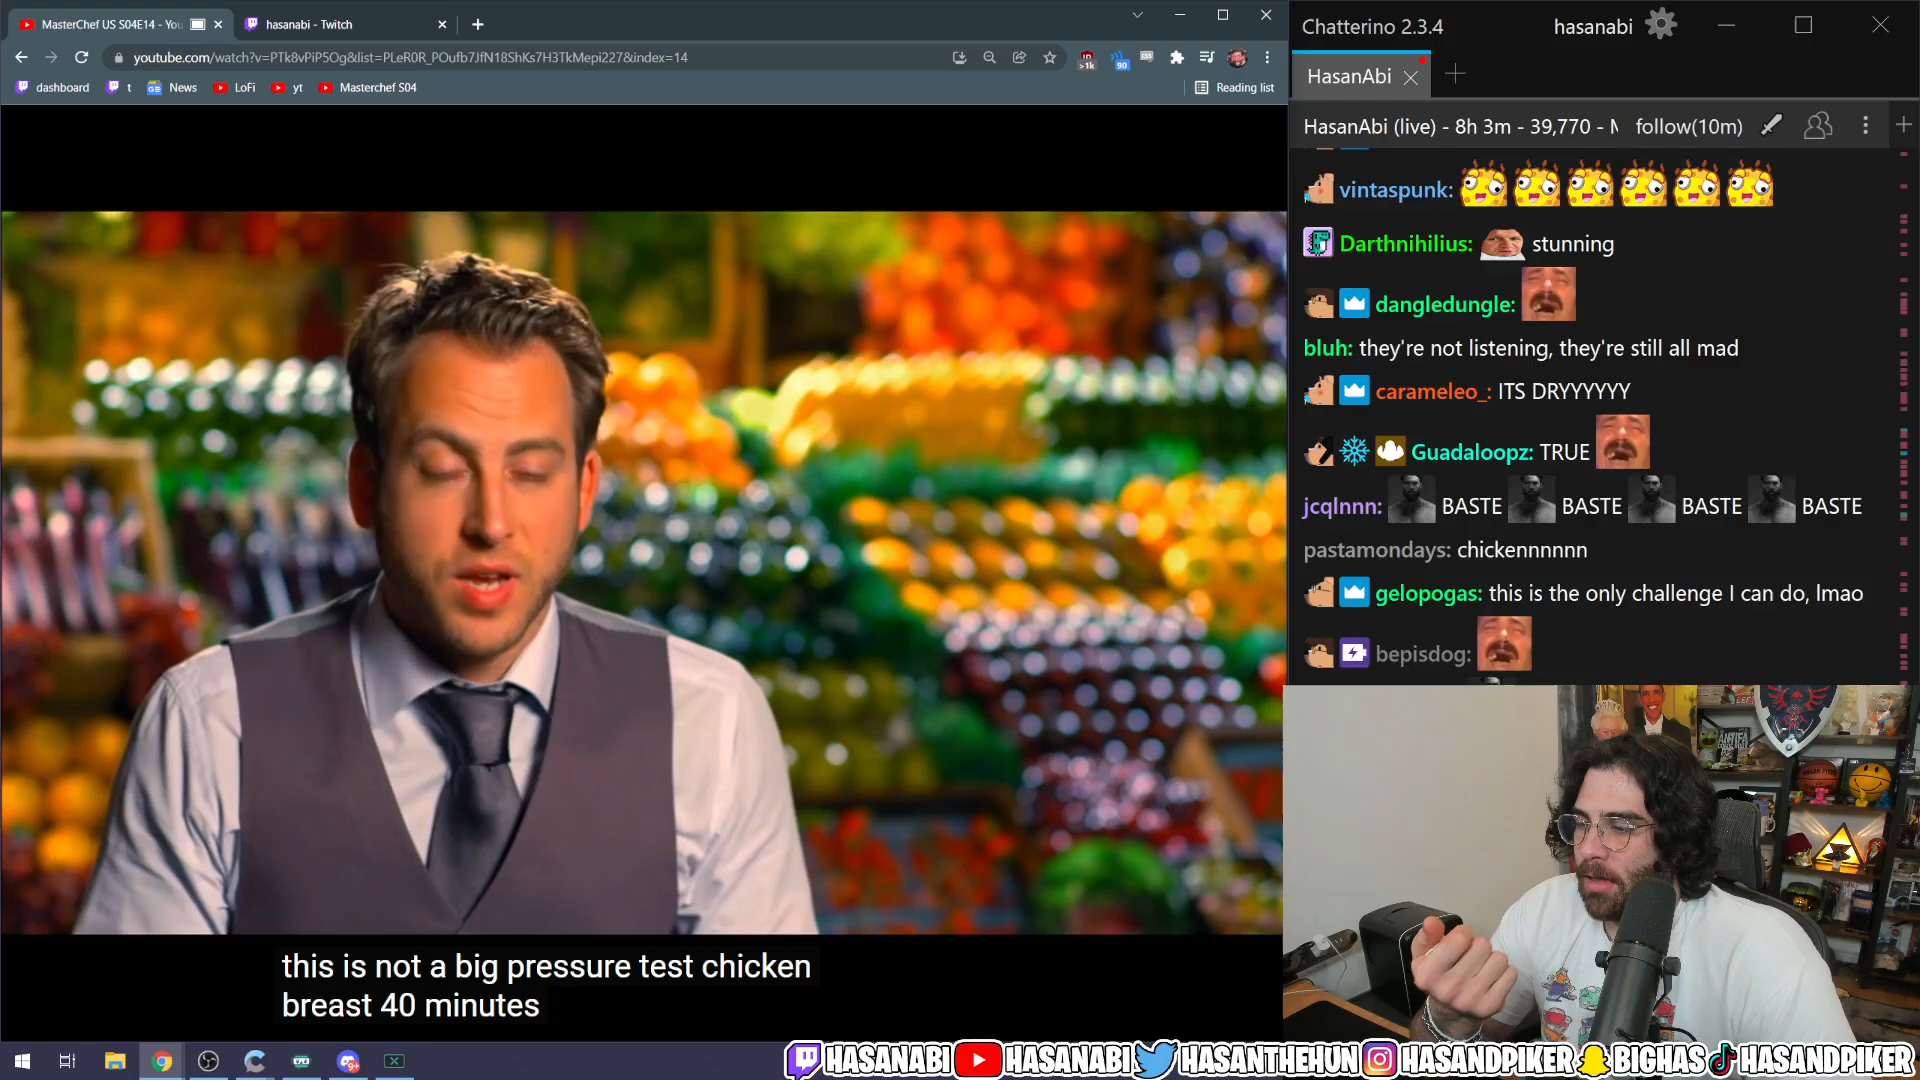 MasterChef US S04E14 - You
hasanabi - Twitch
youtube.com/watch?v=PTk8vPiP5Og&list=PLeR0R_POufb7JfN18ShKs7H3TkMepi227&index=14
>1k
90
dashboard
t
News
LoFi
yt
Masterchef S04
Reading list
this is not a big pressure test chicken
breast 40 minutes
Chatterino 2.3.4
hasanabi
HasanAbi
HasanAbi (live) - 8h 3m - 39,770 -
follow(10m)
vintaspunk:
Darthnihilius: stunning
dangledungle:
bluh: they're not listening, they're still all mad
carameleo_: ITS DRYYYYYY
Guadaloopz: TRUE
jcqlnnn: BASTE BASTE BASTE BASTE
pastamondays: chickennnnnn
gelopogas: this is the only challenge I can do, lmao
bepisdog:
ANTIFA
9+
HASANABI HASANABI HASANTHEHUN HASANDPIKER BIGHAS HASANDPIKER